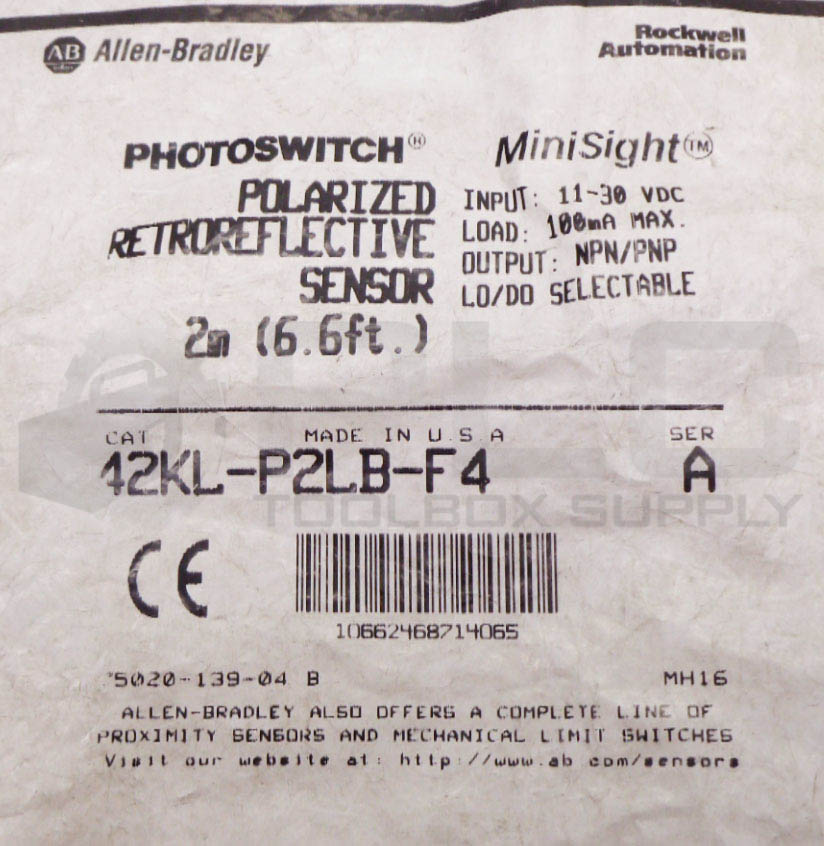 AB Allen-Bradley
Rockwell Automation
PHOTOSWITCH®
POLARIZED
RETROREFLECTIVE
SENSOR
2m (6.6ft.)
MiniSight™
INPUT: 11-30 VDC
LOAD: 100mA MAX.
OUTPUT: NPN/PNP
LO/DO SELECTABLE
PLC
TOOLBOX SUPPLY
CAT MADE IN U.S.A SER
42KL-P2LB-F4 A
CE
10662468714065
75020-139-04 B MH16
ALLEN-BRADLEY ALSO OFFERS A COMPLETE LINE OF
PROXIMITY SENSORS AND MECHANICAL LIMIT SWITCHES
Visit our website at: http://www.ab com/sensors